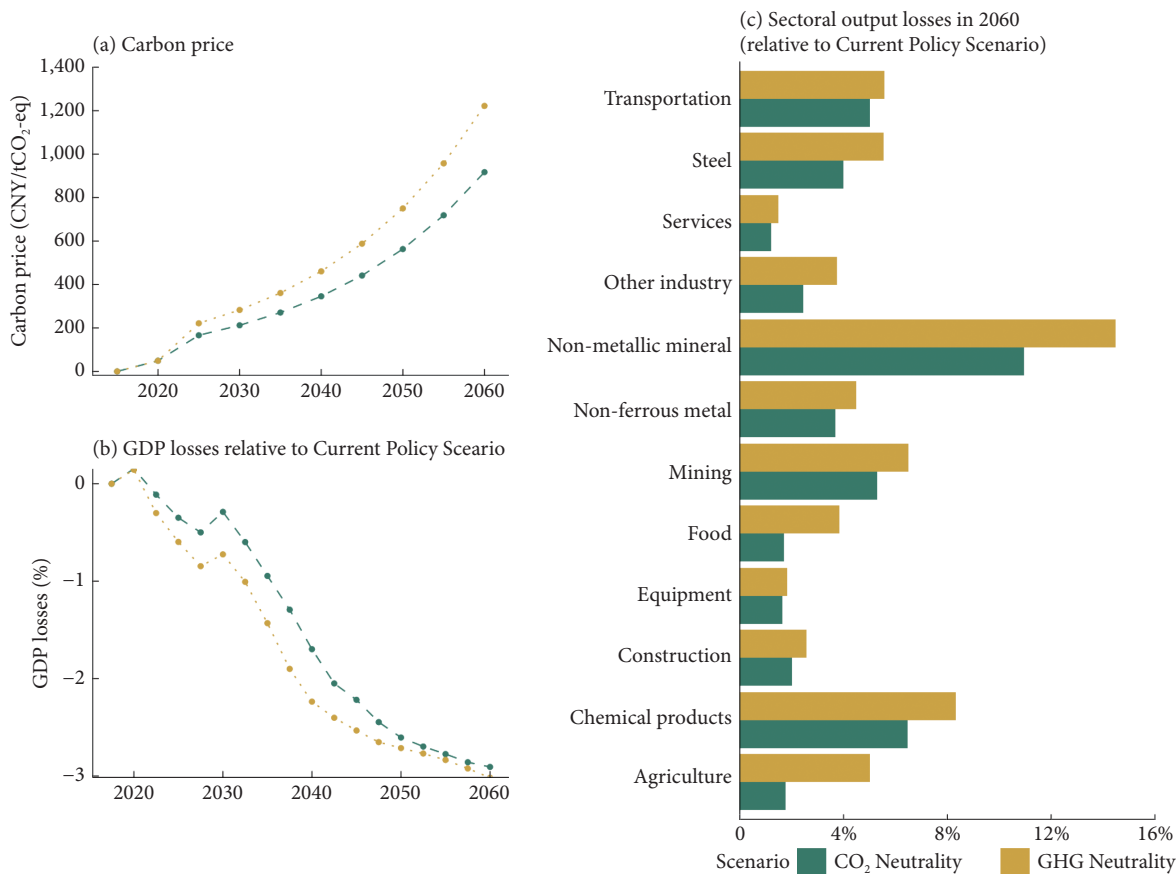 (a) Carbon price
Carbon price (CNY/tCO₂-eq)
1,400
1,200
1,000
800
600
400
200
0
2020
2030
2040
2050
2060
(b) GDP losses relative to Current Policy Sceario
GDP losses (%)
0
−1
−2
−3
2020
2030
2040
2050
2060
(c) Sectoral output losses in 2060
(relative to Current Policy Scenario)
Transportation
Steel
Services
Other industry
Non-metallic mineral
Non-ferrous metal
Mining
Food
Equipment
Construction
Chemical products
Agriculture
0
4%
8%
12%
16%
Scenario
CO₂ Neutrality
GHG Neutrality